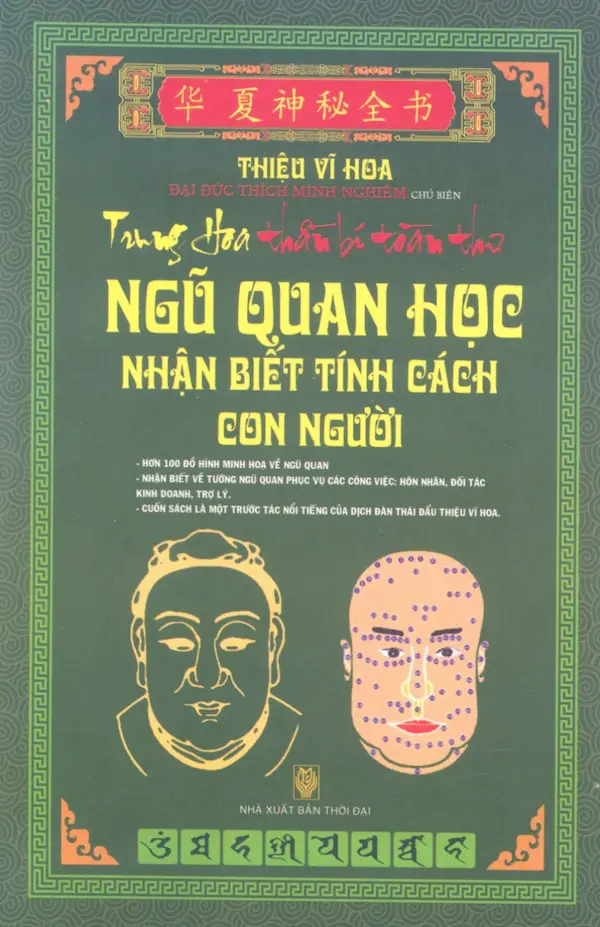 华夏神秘全书
THIỆU VĨ HOA
ĐẠI ĐỨC THÍCH MINH NGHIÊM CHỦ BIÊN
Trung Hoa thần bí toàn thư
NGŨ QUAN HỌC
NHẬN BIẾT TÍNH CÁCH
CON NGƯỜI
- HƠN 100 ĐỒ HÌNH MINH HOẠ VỀ NGŨ QUAN
- NHẬN BIẾT VỀ TƯỚNG NGŨ QUAN PHỤC VỤ CÁC CÔNG VIỆC: HÔN NHÂN, ĐỐI TÁC
KINH DOANH, TRỢ LÝ.
- CUỐN SÁCH LÀ MỘT TRƯỚC TÁC NỔI TIẾNG CỦA DỊCH ĐÀN THÁI ĐẨU THIỆU VĨ HOA.
NHÀ XUẤT BẢN THỜI ĐẠI